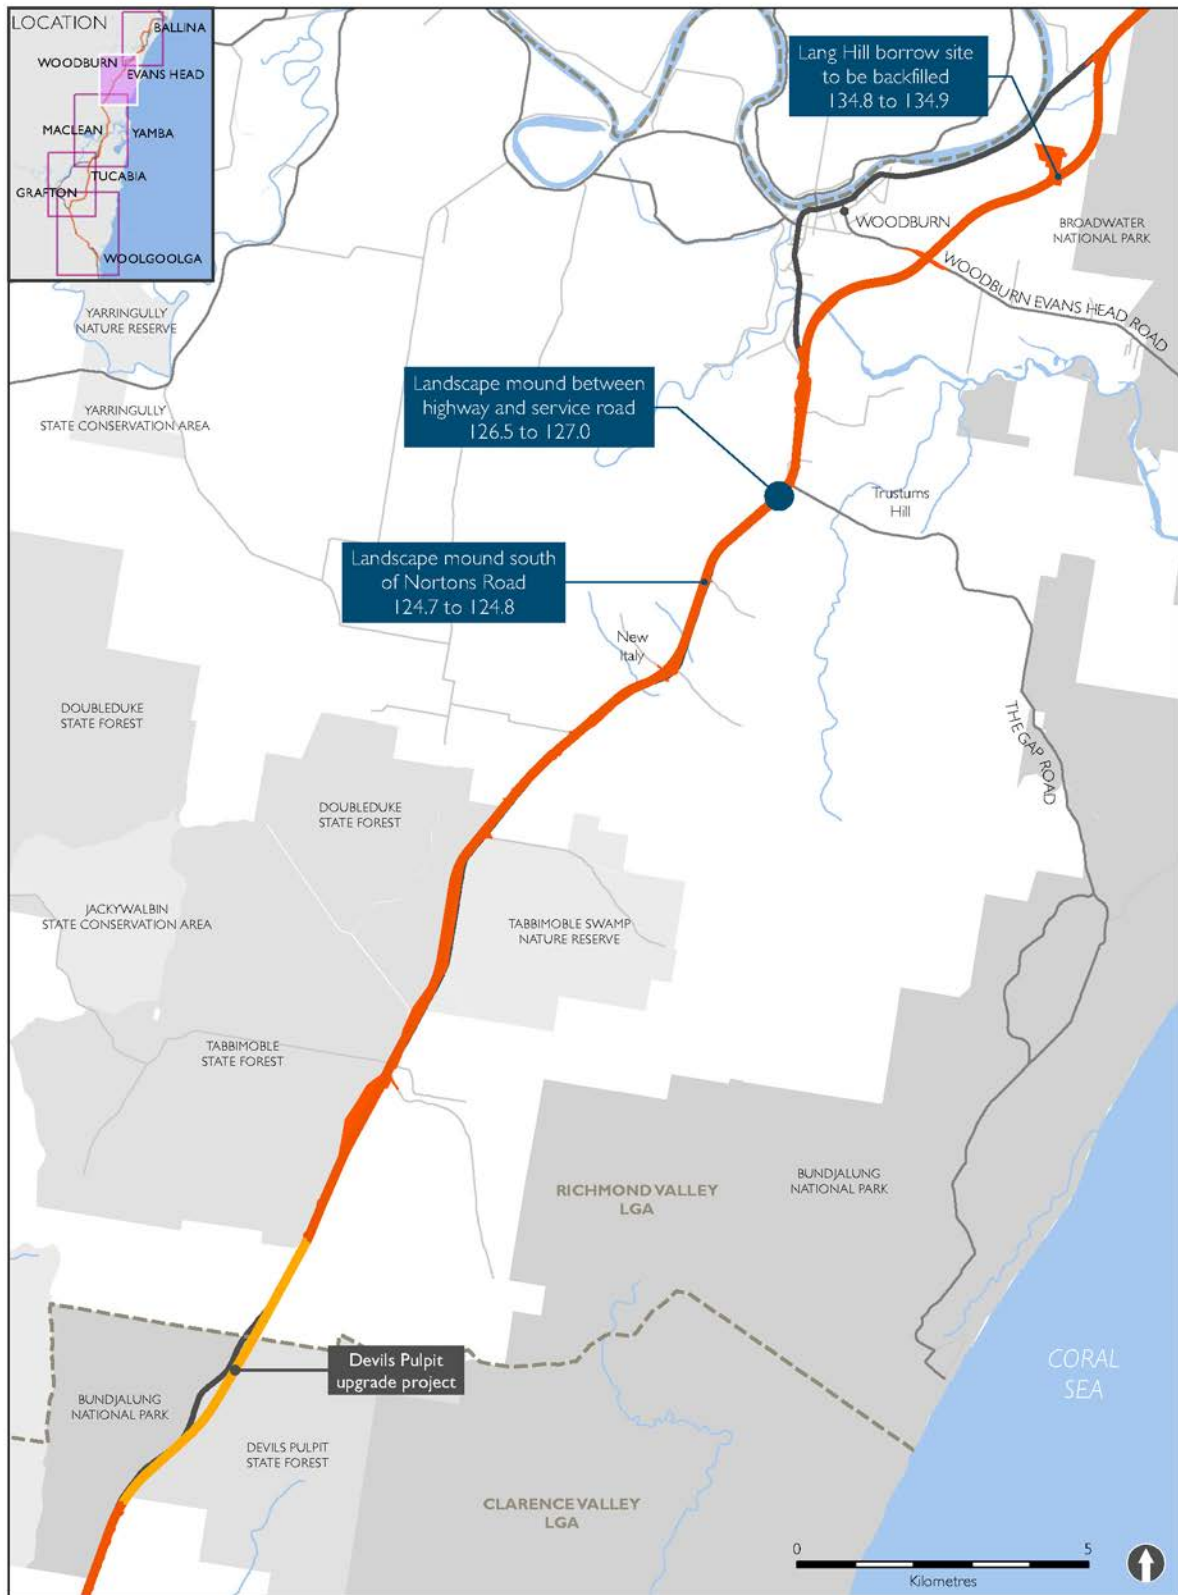 LOCATION
BALLINA
WOODBURN
EVANS HEAD
MACLEAN
YAMBA
TUCABIA
GRAFTON
WOOLGOOLGA
Lang Hill borrow site
to be backfilled
134.8 to 134.9
WOODBURN
BROADWATER
NATIONAL PARK
WOODBURN EVANS HEAD ROAD
YARRINGULLY
NATURE RESERVE
Landscape mound between
highway and service road
126.5 to 127.0
YARRINGULLY
STATE CONSERVATION AREA
Trustums
Hill
Landscape mound south
of Nortons Road
124.7 to 124.8
New
Italy
DOUBLEDUKE
STATE FOREST
THE GAP ROAD
DOUBLEDUKE
STATE FOREST
JACKYWALBIN
STATE CONSERVATION AREA
TABBIMOBLE SWAMP
NATURE RESERVE
TABBIMOBLE
STATE FOREST
BUNDJALUNG
NATIONAL PARK
RICHMOND VALLEY
LGA
Devils Pulpit
upgrade project
CORAL
SEA
BUNDJALUNG
NATIONAL PARK
DEVILS PULPIT
STATE FOREST
CLARENCE VALLEY
LGA
0 5
Kilometres